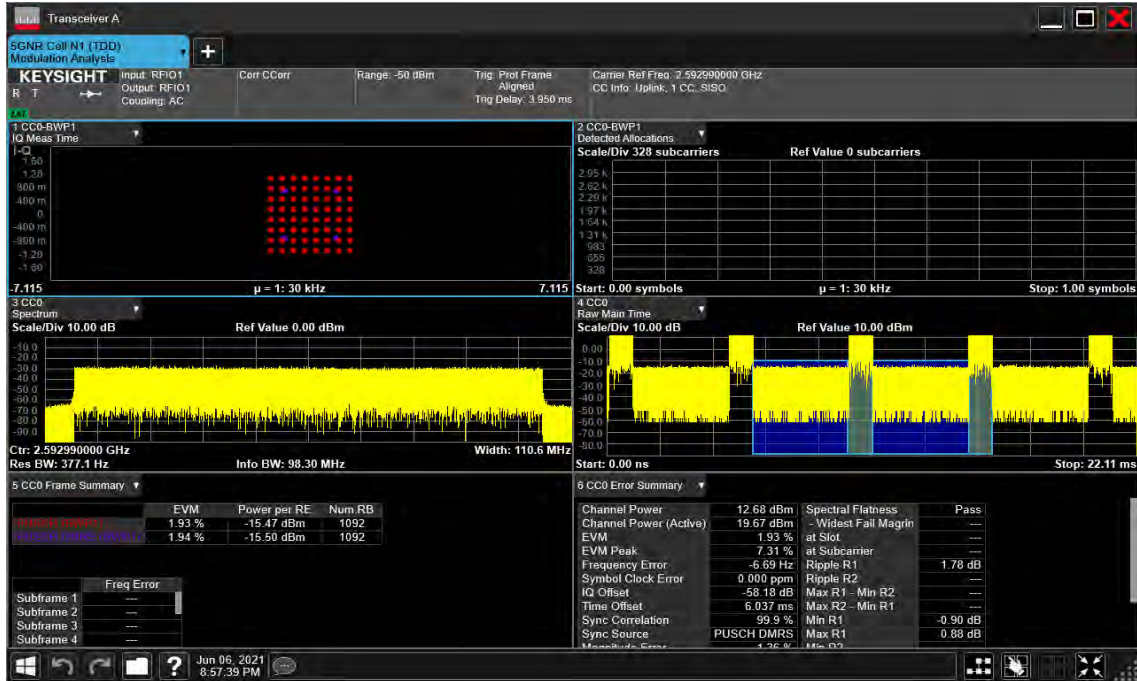 Transceiver A
5GNR Cell N1 (TDD)
Modulation Analysis
+
KEYSIGHT Input: RFIO1 Corr CCorr Range: -50 dBm Trig: Prot Frame Carrier Ref Freq: 2.592990000 GHz
R T Output: RFIO1 Aligned CC Info: Uplink, 1 CC, SISO
Coupling: AC Trig Delay: 3.950 ms
1 CC0-BWP1
IQ Meas Time
I-Q
1.60
1.20
800 m
400 m
0
-400 m
-800 m
-1.20
-1.60
-7.115 μ = 1: 30 kHz 7.115
2 CC0-BWP1
Detected Allocations
Scale/Div 328 subcarriers Ref Value 0 subcarriers
2.95 k
2.62 k
2.29 k
1.97 k
1.64 k
1.31 k
983
656
328
Start: 0.00 symbols μ = 1: 30 kHz Stop: 1.00 symbols
3 CC0
Spectrum
Scale/Div 10.00 dB Ref Value 0.00 dBm
-10.0
-20.0
-30.0
-40.0
-50.0
-60.0
-70.0
-80.0
-90.0
Ctr: 2.592990000 GHz Width: 110.6 MHz
Res BW: 377.1 Hz Info BW: 98.30 MHz
4 CC0
Raw Main Time
Scale/Div 10.00 dB Ref Value 10.00 dBm
0.00
-10.0
-20.0
-30.0
-40.0
-50.0
-60.0
-70.0
-80.0
Start: 0.00 ns Stop: 22.11 ms
5 CC0 Frame Summary
EVM Power per RE Num.RB
1.93 % -15.47 dBm 1092
1.94 % -15.50 dBm 1092
Freq Error
Subframe 1 ---
Subframe 2 ---
Subframe 3 ---
Subframe 4 ---
6 CC0 Error Summary
Channel Power 12.68 dBm Spectral Flatness Pass
Channel Power (Active) 19.67 dBm - Widest Fail Magrin ---
EVM 1.93 % at Slot ---
EVM Peak 7.31 % at Subcarrier ---
Frequency Error -6.69 Hz Ripple R1 1.78 dB
Symbol Clock Error 0.000 ppm Ripple R2 ---
IQ Offset -58.18 dB Max R1 - Min R2 ---
Time Offset 6.037 ms Max R2 - Min R1 ---
Sync Correlation 99.9 % Min R1 -0.90 dB
Sync Source PUSCH DMRS Max R1 0.88 dB
Magnitude Error 1.36 % Min R2
? Jun 06, 2021
8:57:39 PM